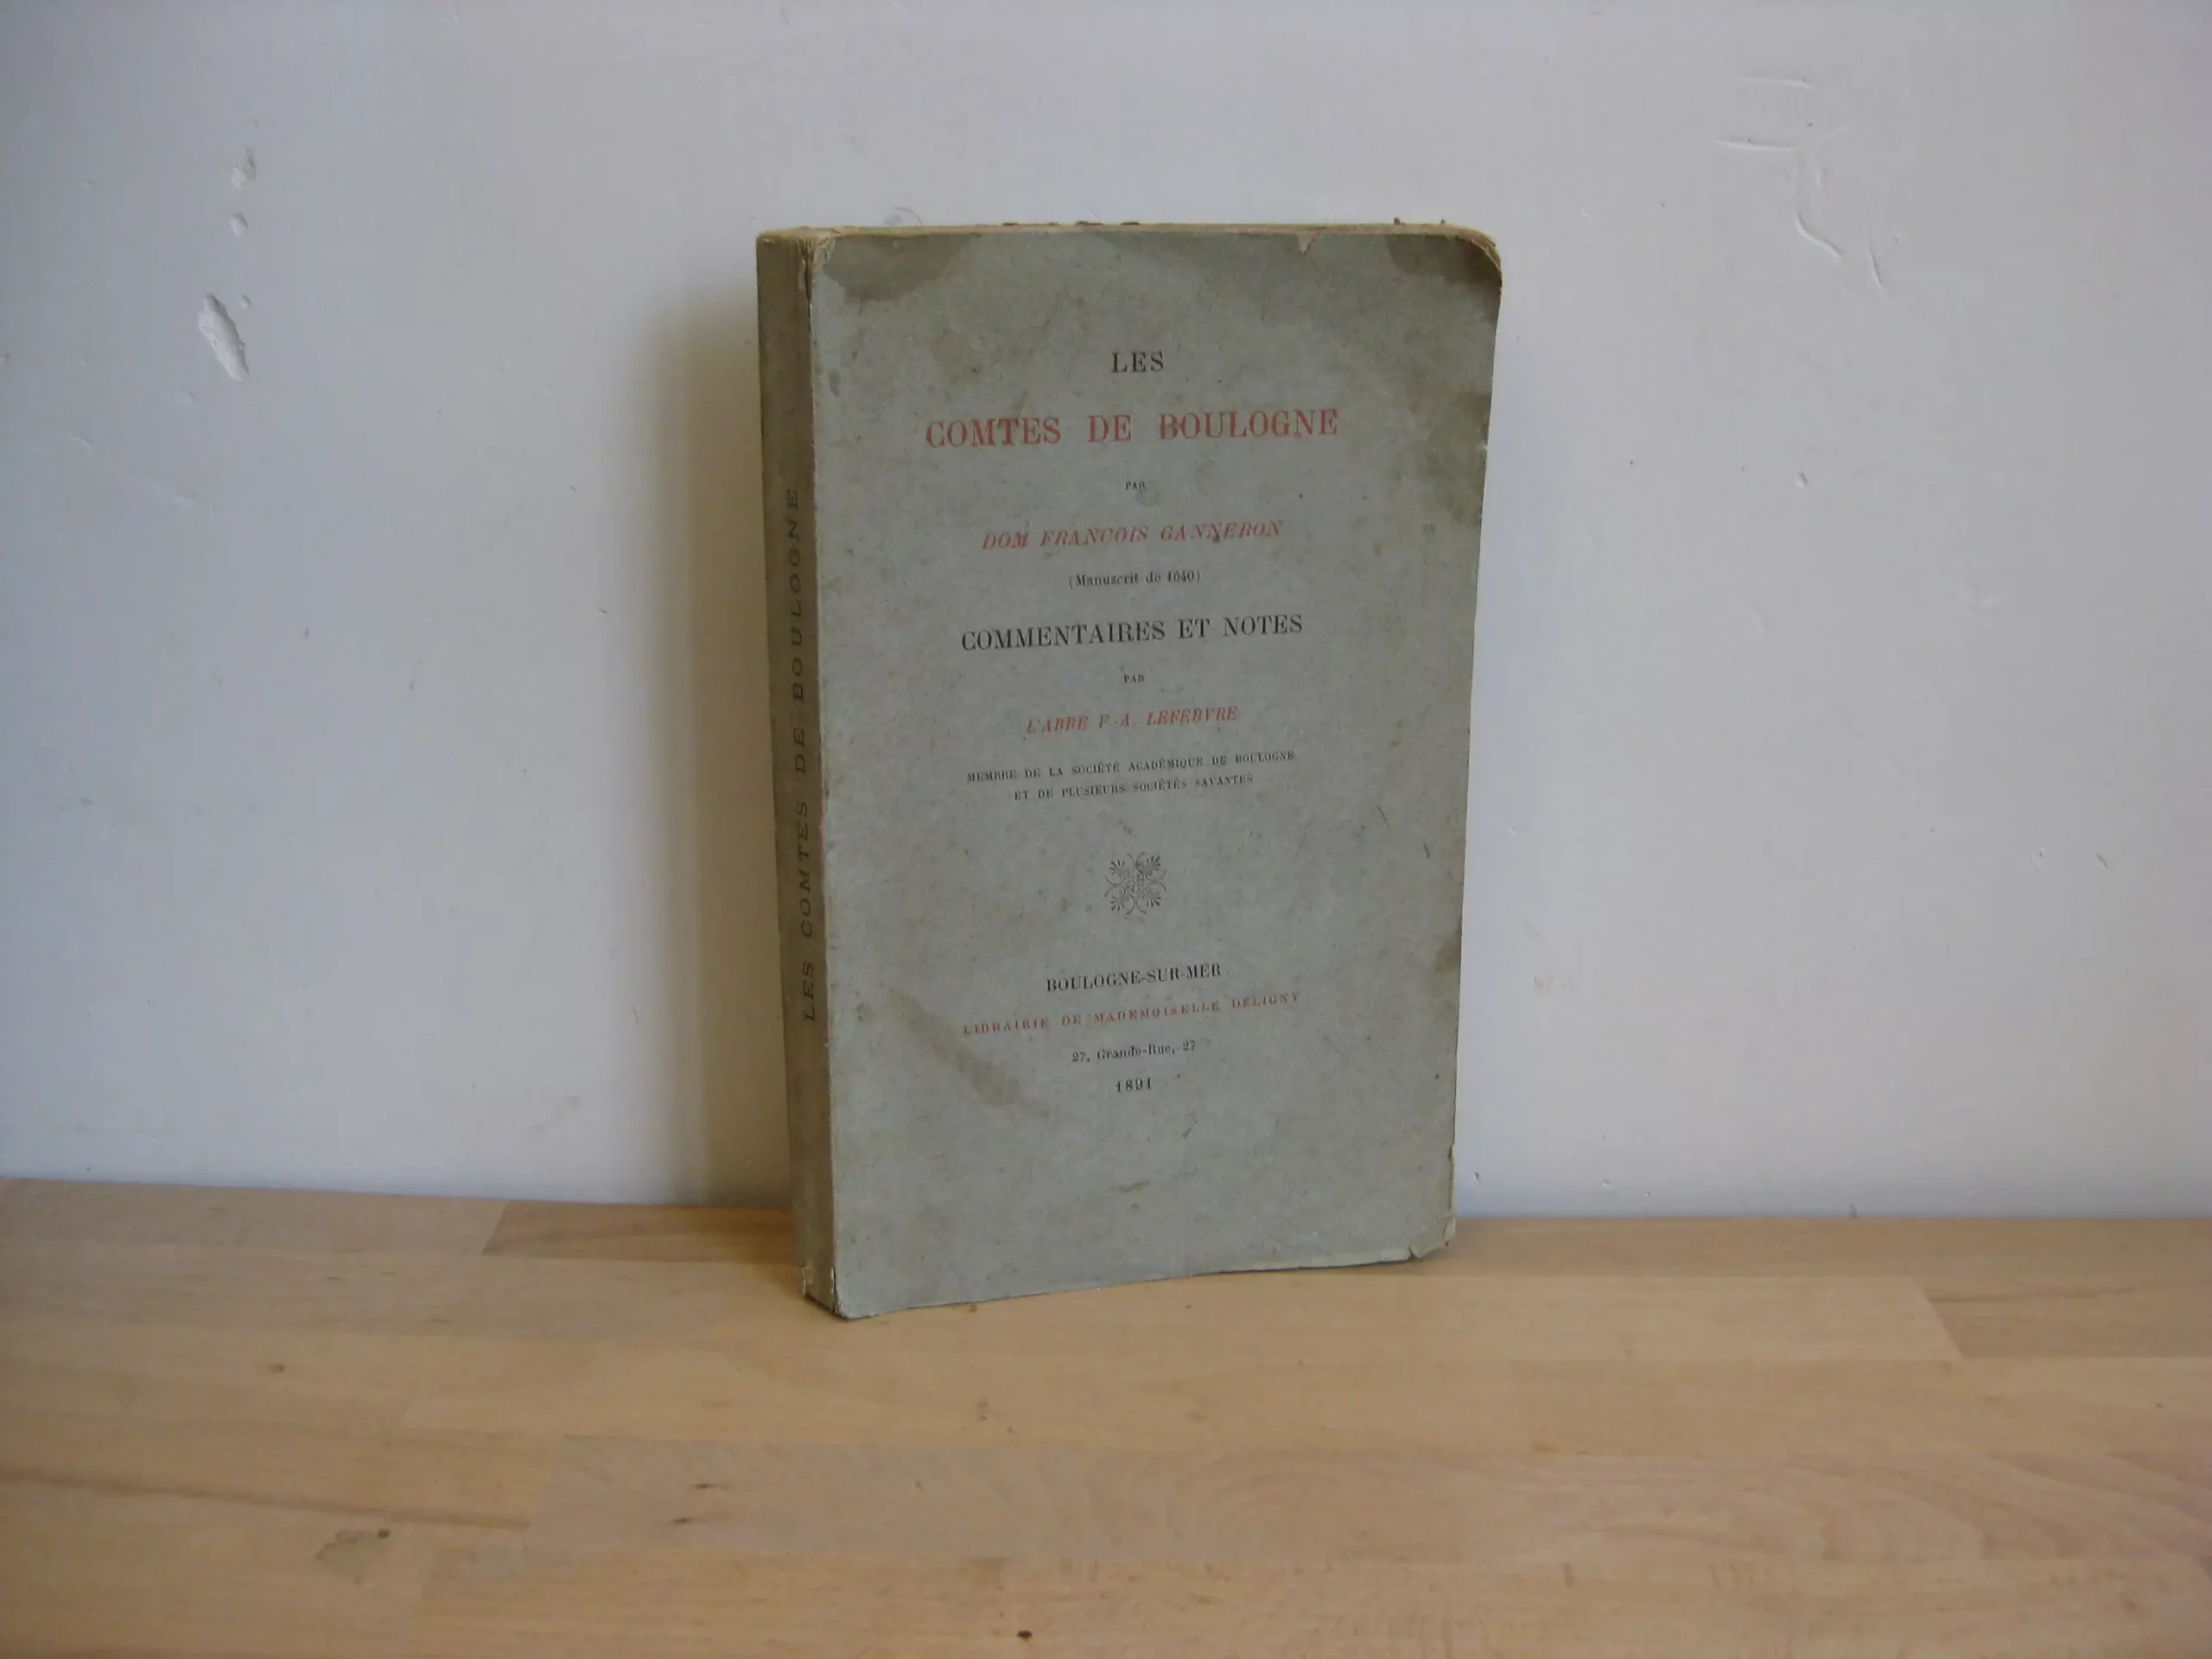 LES COMTES DE BOULOGNE
LES
COMTES DE BOULOGNE
PAR
DOM FRANCOIS GANNERON
(Manuscrit de 1640)
COMMENTAIRES ET NOTES
PAR
L'ABBÉ F.-A. LEFEBVRE
MEMBRE DE LA SOCIÉTÉ ACADÉMIQUE DE BOULOGNE
ET DE PLUSIEURS SOCIÉTÉS SAVANTES
BOULOGNE-SUR-MER
LIBRAIRIE DE MADEMOISELLE DELIGNY
27, Grande-Rue, 27
1891